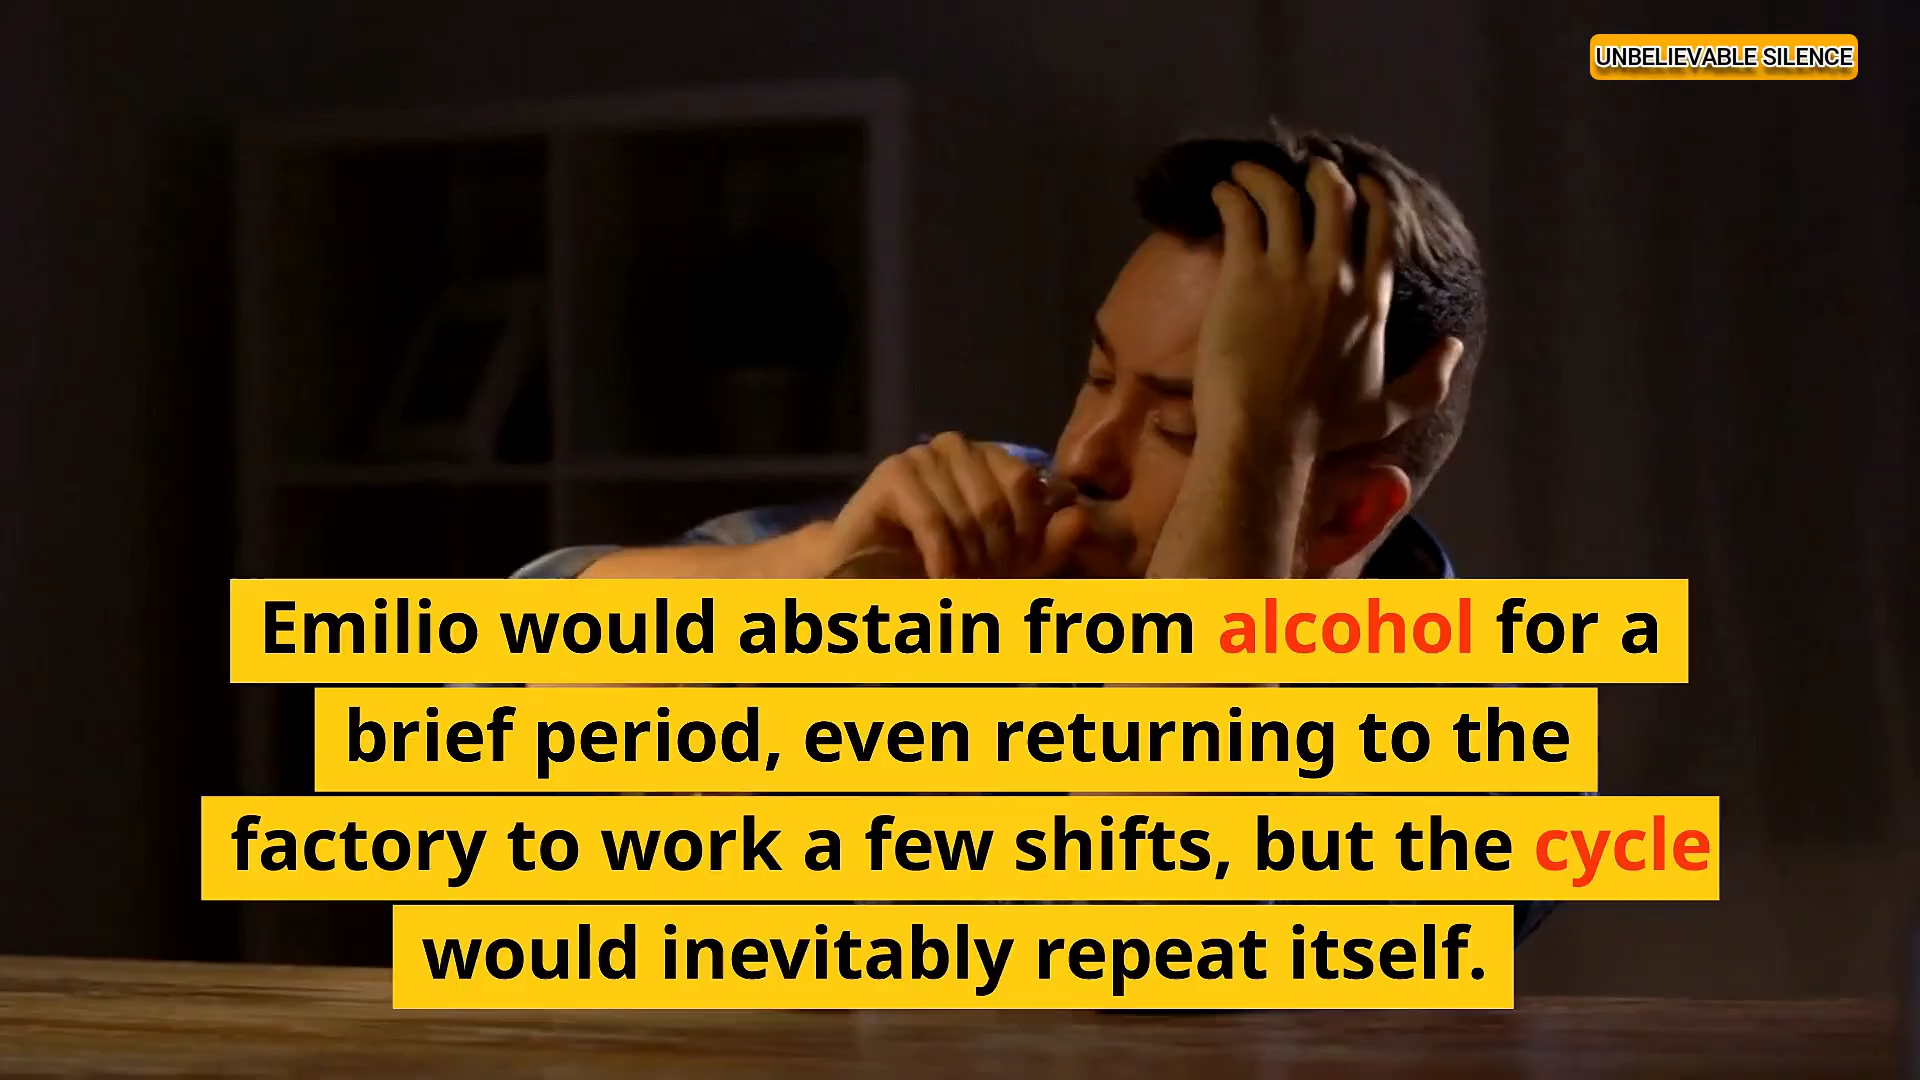 UNBELIEVABLE SILENCE
Emilio would abstain from alcohol for a
brief period, even returning to the
factory to work a few shifts, but the cycle
would inevitably repeat itself.